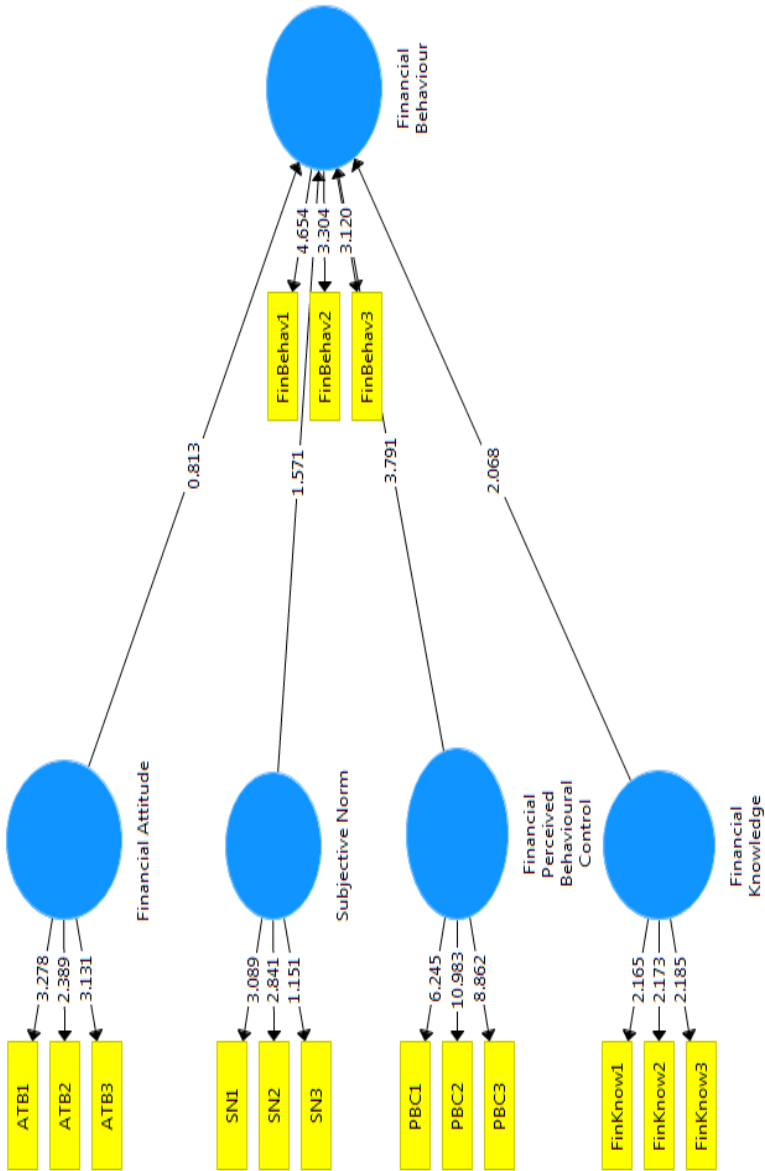 ATB1
ATB2
ATB3
3.278
2.389
3.131
Financial Attitude
0.813
SN1
SN2
SN3
3.089
2.841
1.151
Subjective Norm
1.571
PBC1
PBC2
PBC3
6.245
10.983
8.862
Financial
Perceived
Behavioural
Control
3.791
FinKnow1
FinKnow2
FinKnow3
2.165
2.173
2.185
Financial
Knowledge
2.068
FinBehav1
FinBehav2
FinBehav3
4.654
3.304
3.120
Financial
Behaviour